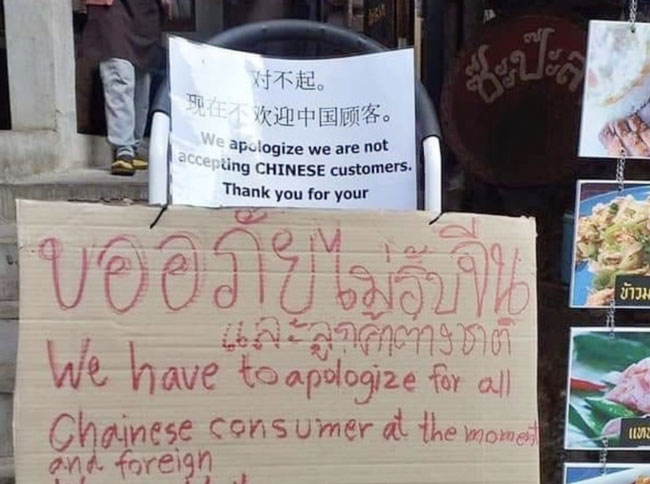 对不起。
现在不欢迎中国顾客。
We apologize we are not
accepting CHINESE customers.
Thank you for your
ขออภัยไม่รับจีน
และลูกค้าต่างชาติ
We have to apologize for all
Chainese consumer at the moment
and foreign